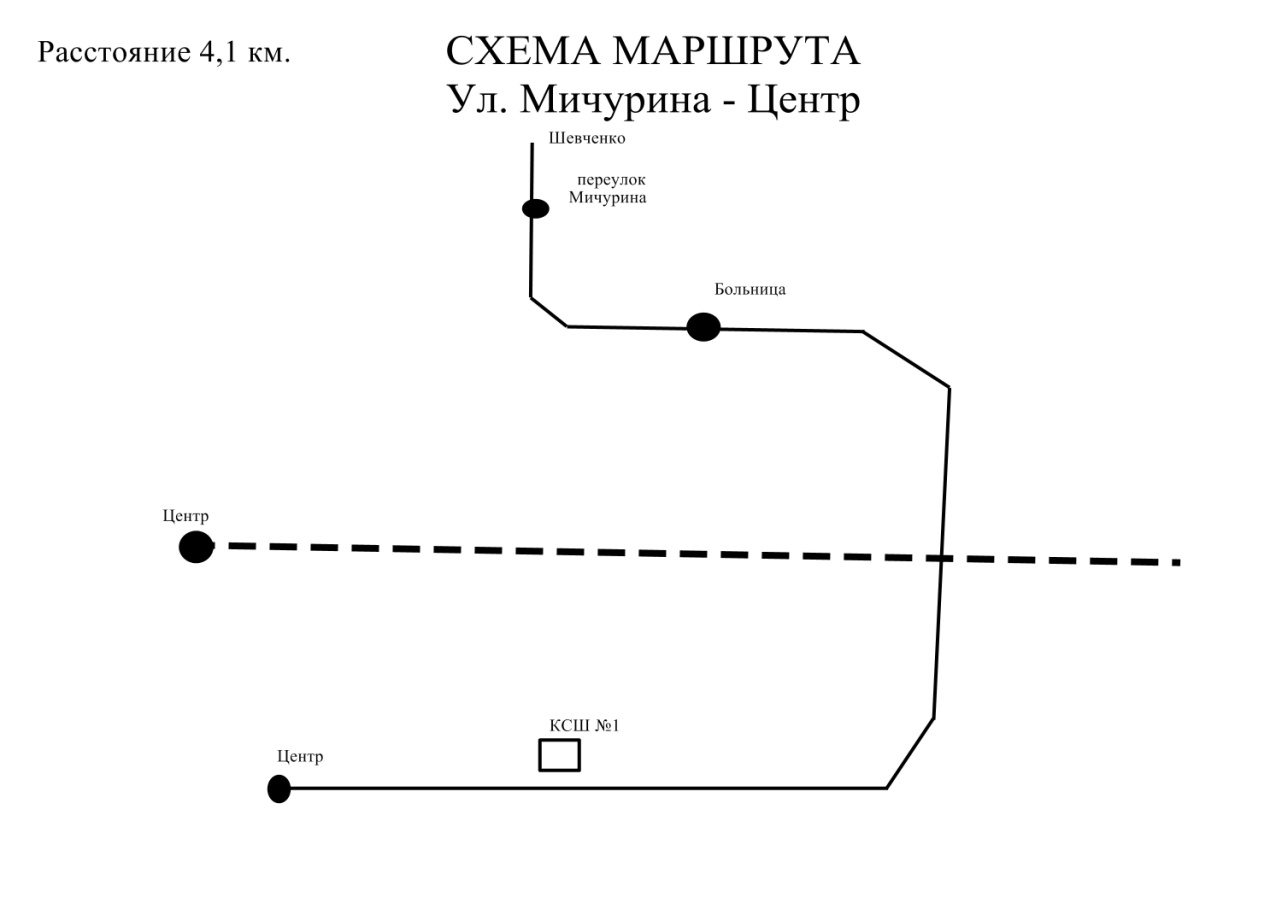 Расстояние 4,1 км.
СХЕМА МАРШРУТА
Ул. Мичурина - Центр
Шевченко
переулок
Мичурина
Больница
Центр
КСШ №1
Центр